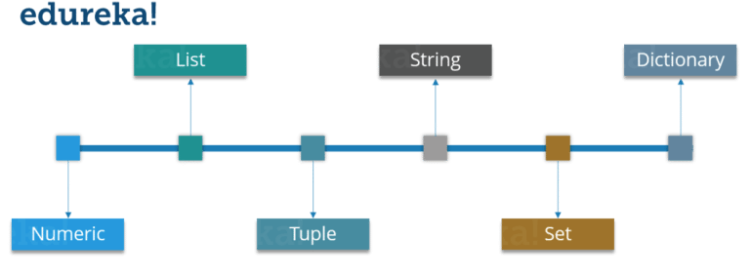 edureka!
List
String
Dictionary
Numeric
Tuple
Set